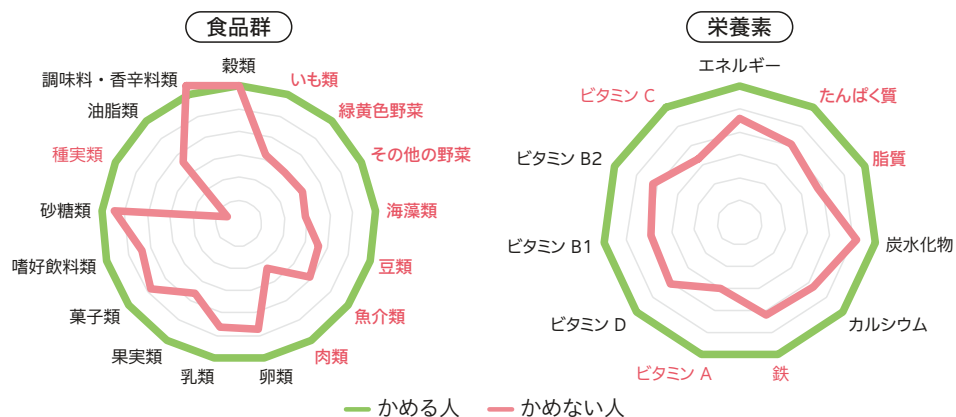 食品群
穀類
いも類
緑黄色野菜
その他の野菜
海藻類
豆類
魚介類
肉類
卵類
乳類
果実類
菓子類
嗜好飲料類
砂糖類
種実類
油脂類
調味料・香辛料類
栄養素
エネルギー
たんぱく質
脂質
炭水化物
カルシウム
鉄
ビタミン A
ビタミン D
ビタミン B1
ビタミン B2
ビタミン C
かめる人
かめない人